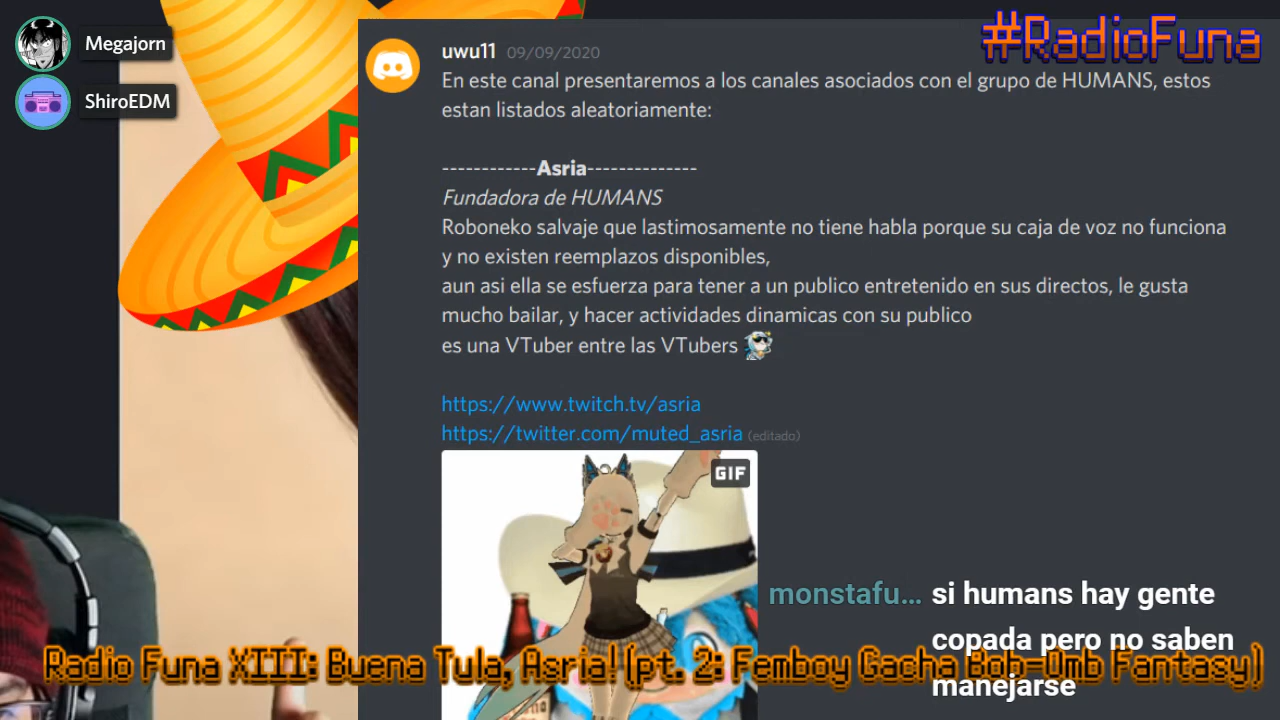 Megajorn
ShiroEDM
#RadioFuna
uwu11 09/09/2020
En este canal presentaremos a los canales asociados con el grupo de HUMANS, estos
estan listados aleatoriamente:
------------Asria--------------
Fundadora de HUMANS
Roboneko salvaje que lastimosamente no tiene habla porque su caja de voz no funciona
y no existen reemplazos disponibles,
aun asi ella se esfuerza para tener a un publico entretenido en sus directos, le gusta
mucho bailar, y hacer actividades dinamicas con su publico
es una VTuber entre las VTubers
https://www.twitch.tv/asria
https://twitter.com/muted_asria (editado)
GIF
monstafu... si humans hay gente
copada pero no saben
manejarse
Radio Funa XIII: Buena Tula, Asria! (pt. 2: Femboy Gacha Bob-Omb Fantasy)